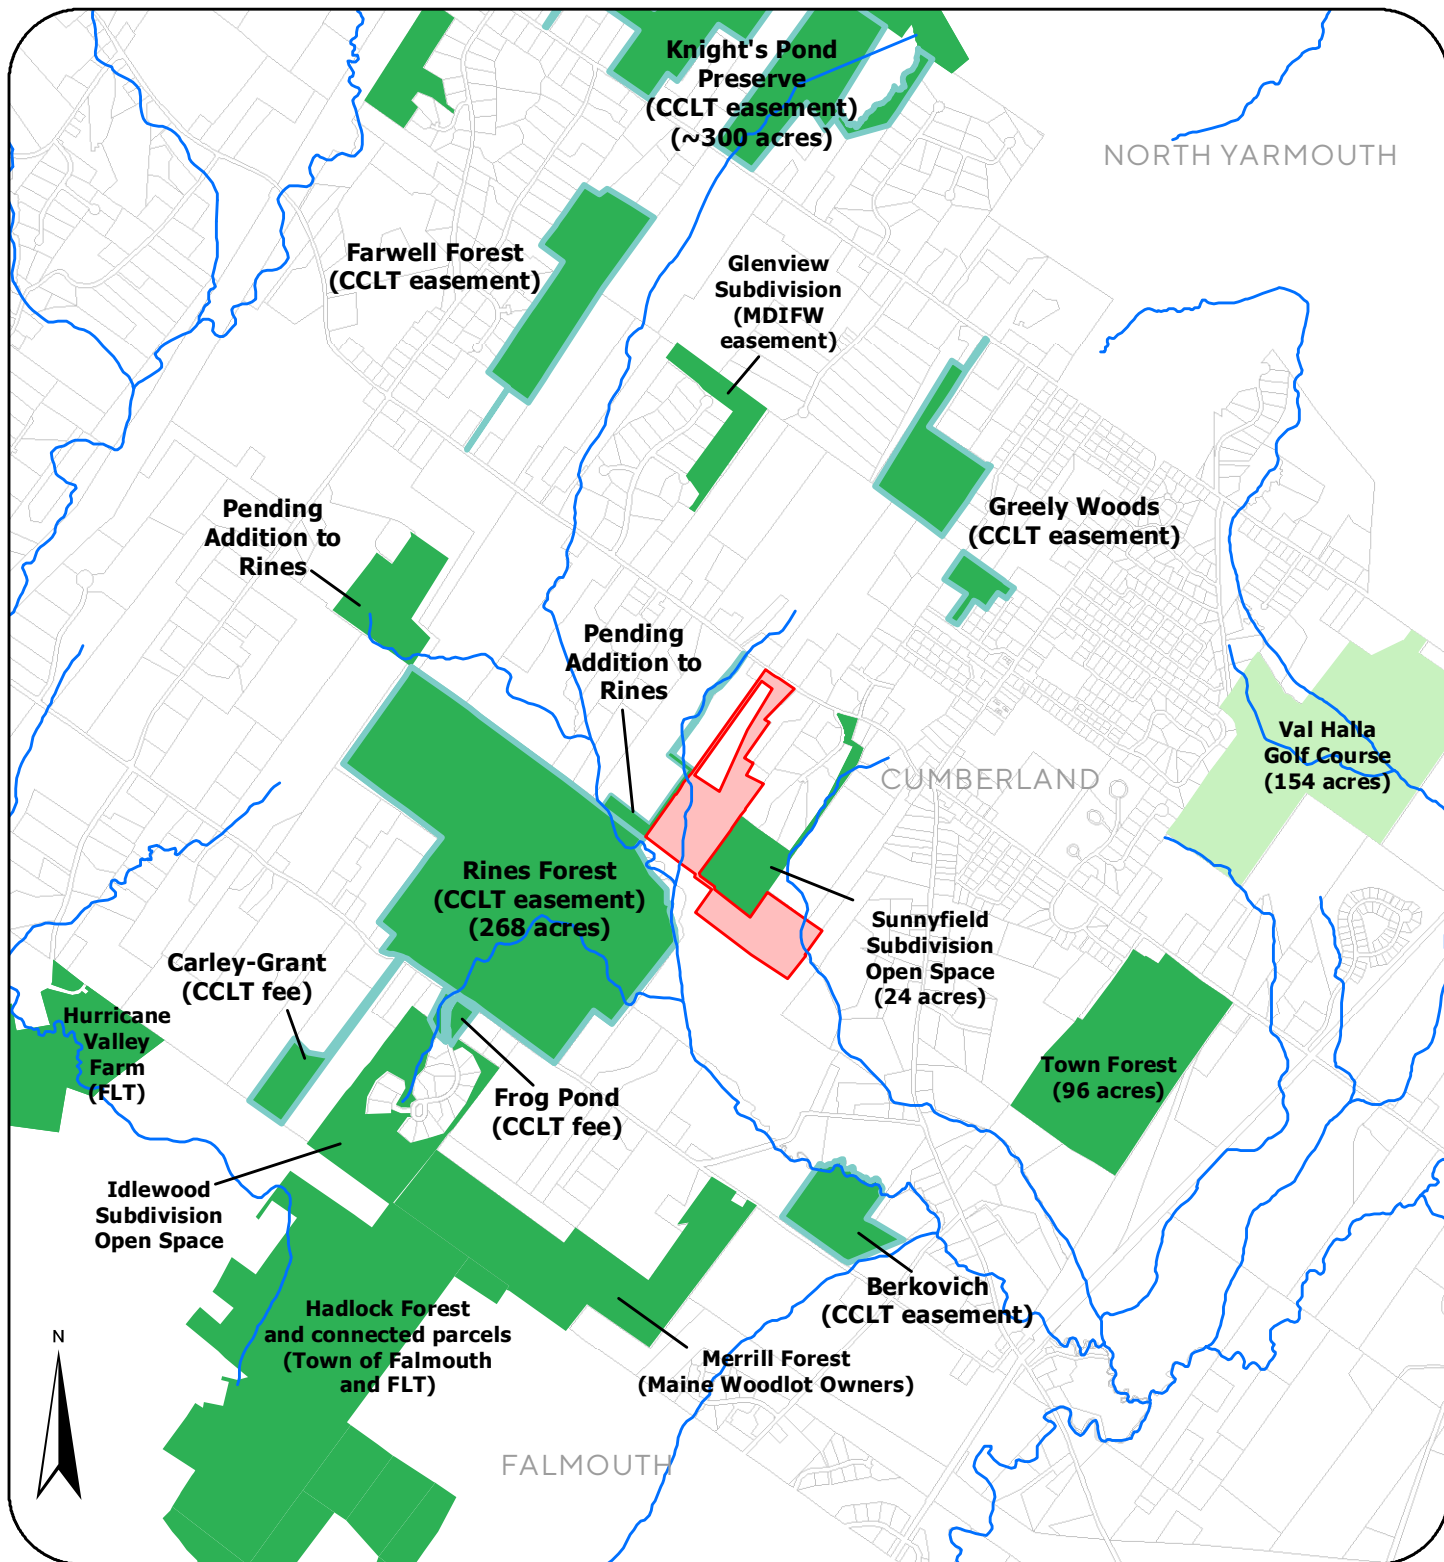 Knight's Pond
Preserve
(CCLT easement)
(~300 acres)
NORTH YARMOUTH
Farwell Forest
(CCLT easement)
Glenview
Subdivision
(MDIFW
easement)
Pending
Addition to
Rines
Greely Woods
(CCLT easement)
Pending
Addition to
Rines
Val Halla
Golf Course
(154 acres)
CUMBERLAND
Rines Forest
(CCLT easement)
(268 acres)
Sunnyfield
Subdivision
Open Space
(24 acres)
Carley-Grant
(CCLT fee)
Hurricane
Valley
Farm
(FLT)
Town Forest
(96 acres)
Frog Pond
(CCLT fee)
Idlewood
Subdivision
Open Space
Berkovich
(CCLT easement)
Hadlock Forest
and connected parcels
(Town of Falmouth
and FLT)
Merrill Forest
(Maine Woodlot Owners)
N
FALMOUTH